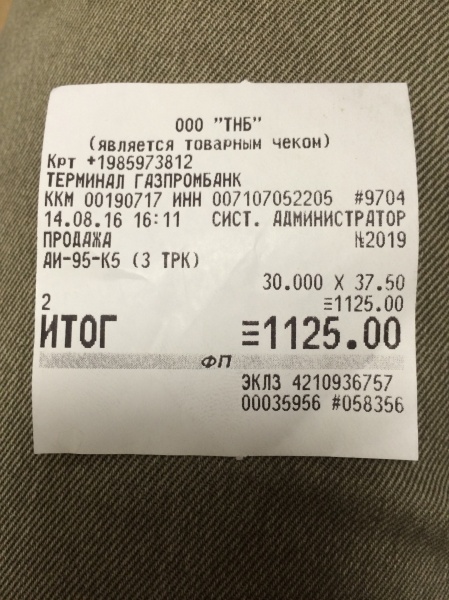 ООО "ТНБ"
(является товарным чеком)
Крт +1985973812
ТЕРМИНАЛ ГАЗПРОМБАНК
ККМ 00190717 ИНН 007107052205 #9704
14.08.16 16:11 СИСТ. АДМИНИСТРАТОР
ПРОДАЖА №2019
АИ-95-К5 (3 ТРК)
30.000 X 37.50
2 ≡1125.00
ИТОГ ≡1125.00
ФП
ЭКЛЗ 4210936757
00035956 #058356